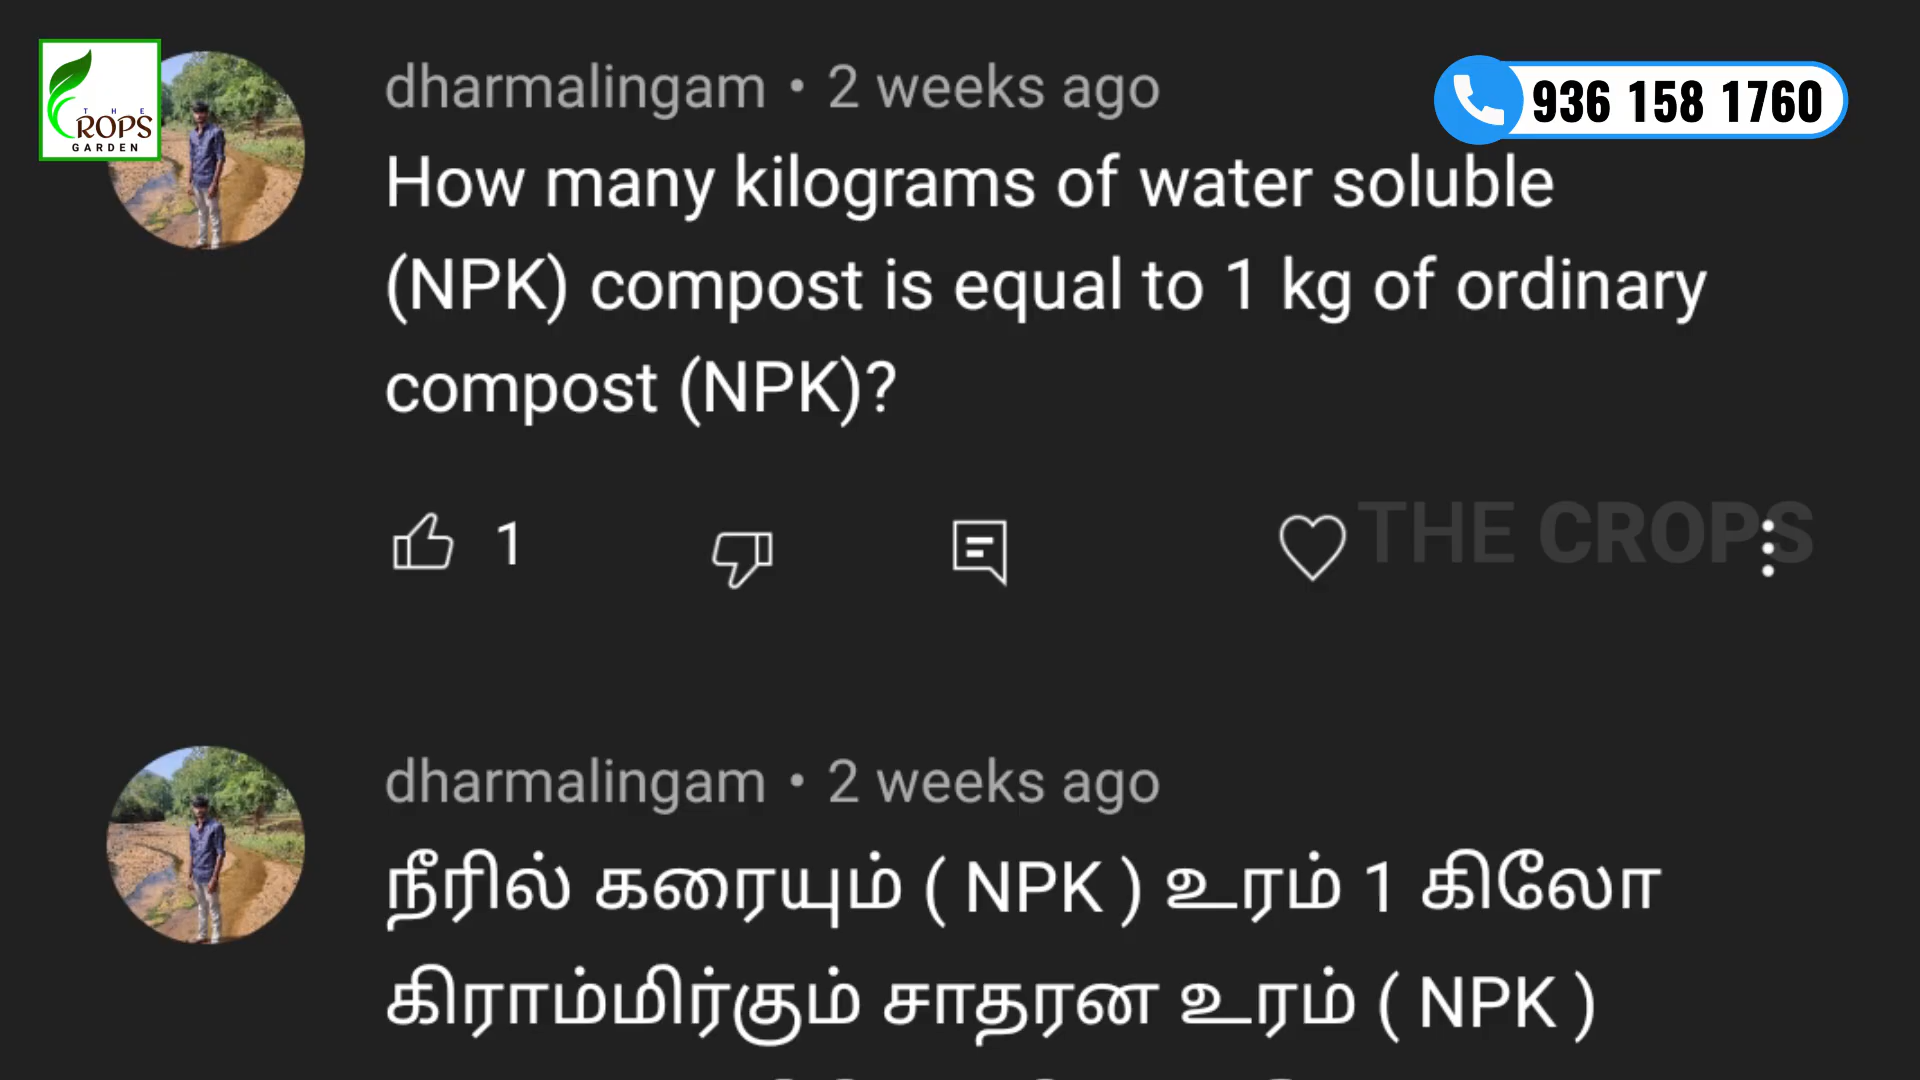 THE
CROPS
GARDEN
dharmalingam • 2 weeks ago
936 158 1760
How many kilograms of water soluble
(NPK) compost is equal to 1 kg of ordinary
compost (NPK)?
1
THE CROPS
dharmalingam • 2 weeks ago
நீரில் கரையும் ( NPK ) உரம் 1 கிலோ
கிராம்மிர்கும் சாதரன உரம் ( NPK )